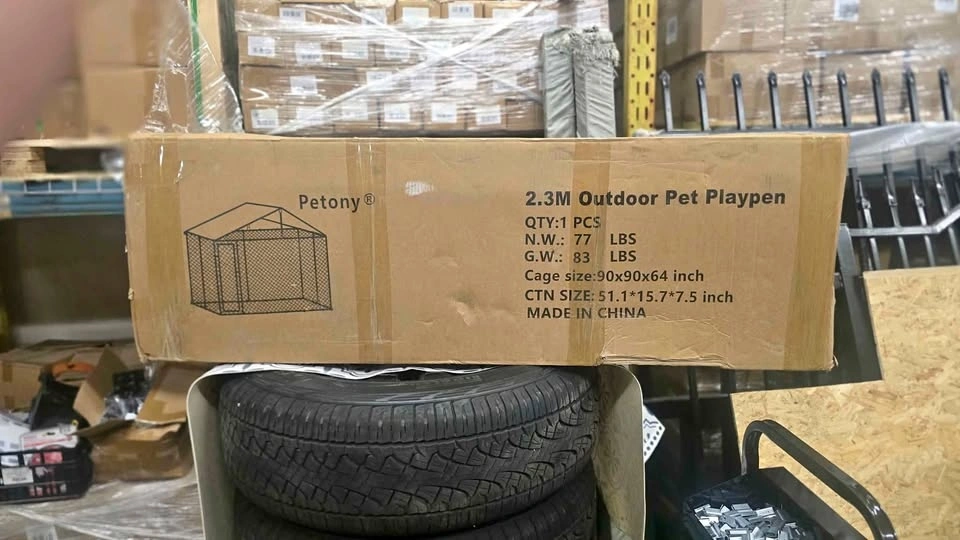 Petony®
2.3M Outdoor Pet Playpen
QTY:1 PCS
N.W.: 77 LBS
G.W.: 83 LBS
Cage size:90x90x64 inch
CTN SIZE: 51.1*15.7*7.5 inch
MADE IN CHINA